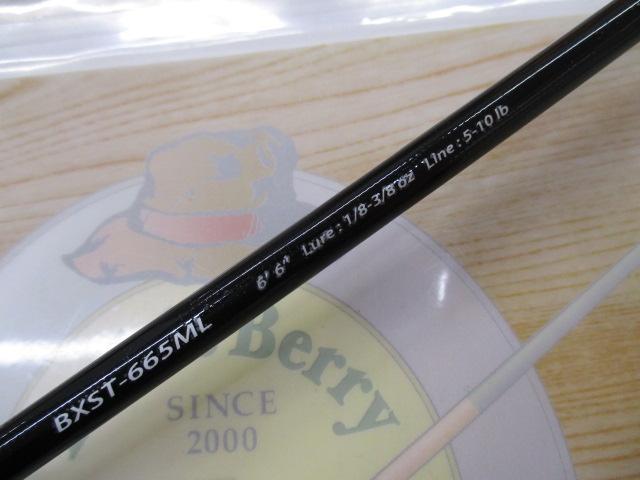 BXST-665ML 6' 6" Lure : 1/8-3/8 oz Line : 5-10 lb
Berry
SINCE
2000